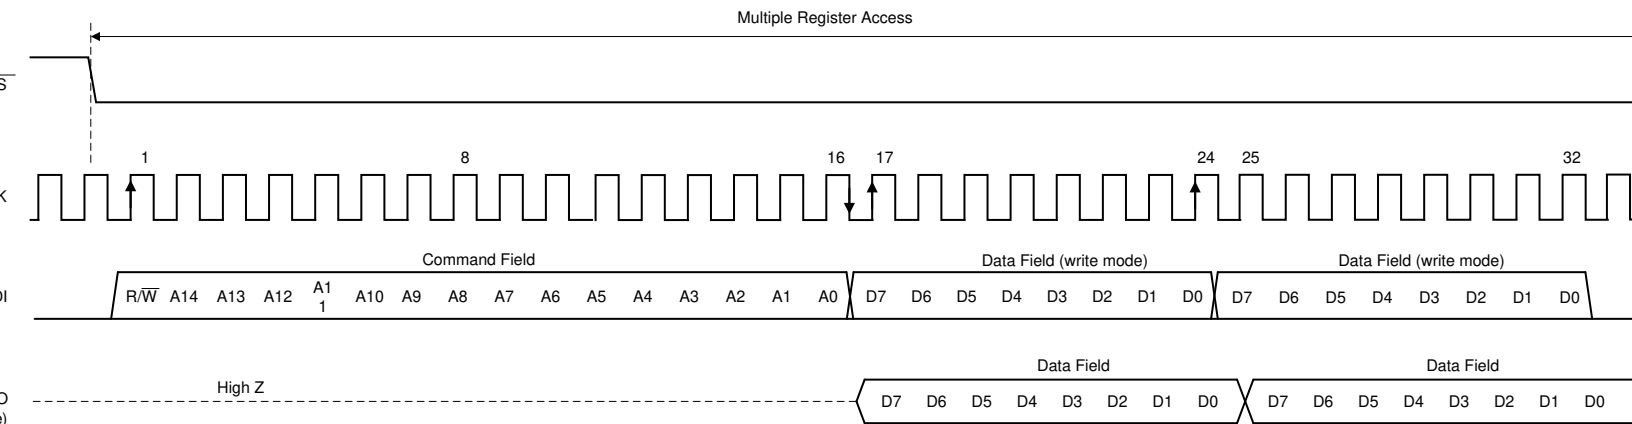 Multiple Register Access
S
1 8 16 17 24 25 32
K
Command Field Data Field (write mode) Data Field (write mode)
DI R/W A14 A13 A12 A11 A10 A9 A8 A7 A6 A5 A4 A3 A2 A1 A0 D7 D6 D5 D4 D3 D2 D1 D0 D7 D6 D5 D4 D3 D2 D1 D0
Data Field Data Field
High Z
O D7 D6 D5 D4 D3 D2 D1 D0 D7 D6 D5 D4 D3 D2 D1 D0
e)